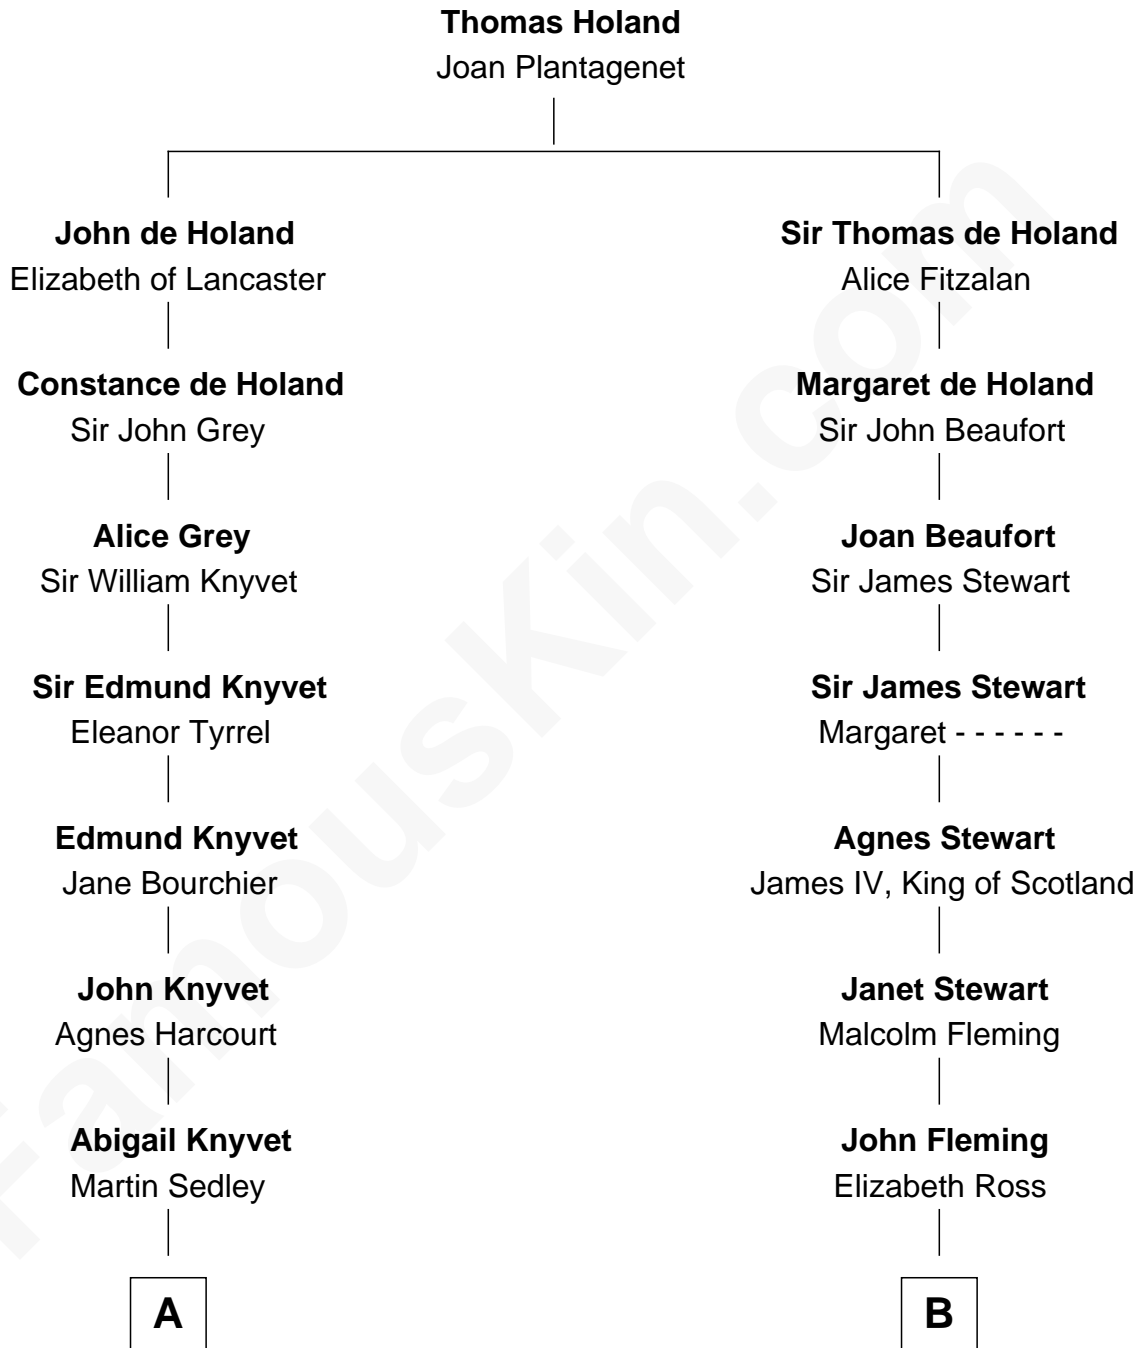 Thomas Holand
Joan Plantagenet
John de Holand
Elizabeth of Lancaster
Sir Thomas de Holand
Alice Fitzalan
Constance de Holand
Sir John Grey
Margaret de Holand
Sir John Beaufort
Alice Grey
Sir William Knyvet
Joan Beaufort
Sir James Stewart
Sir Edmund Knyvet
Eleanor Tyrrel
Sir James Stewart
Margaret - - - - - -
Edmund Knyvet
Jane Bourchier
Agnes Stewart
James IV, King of Scotland
John Knyvet
Agnes Harcourt
Janet Stewart
Malcolm Fleming
Abigail Knyvet
Martin Sedley
John Fleming
Elizabeth Ross
A
B
FamousKin.com